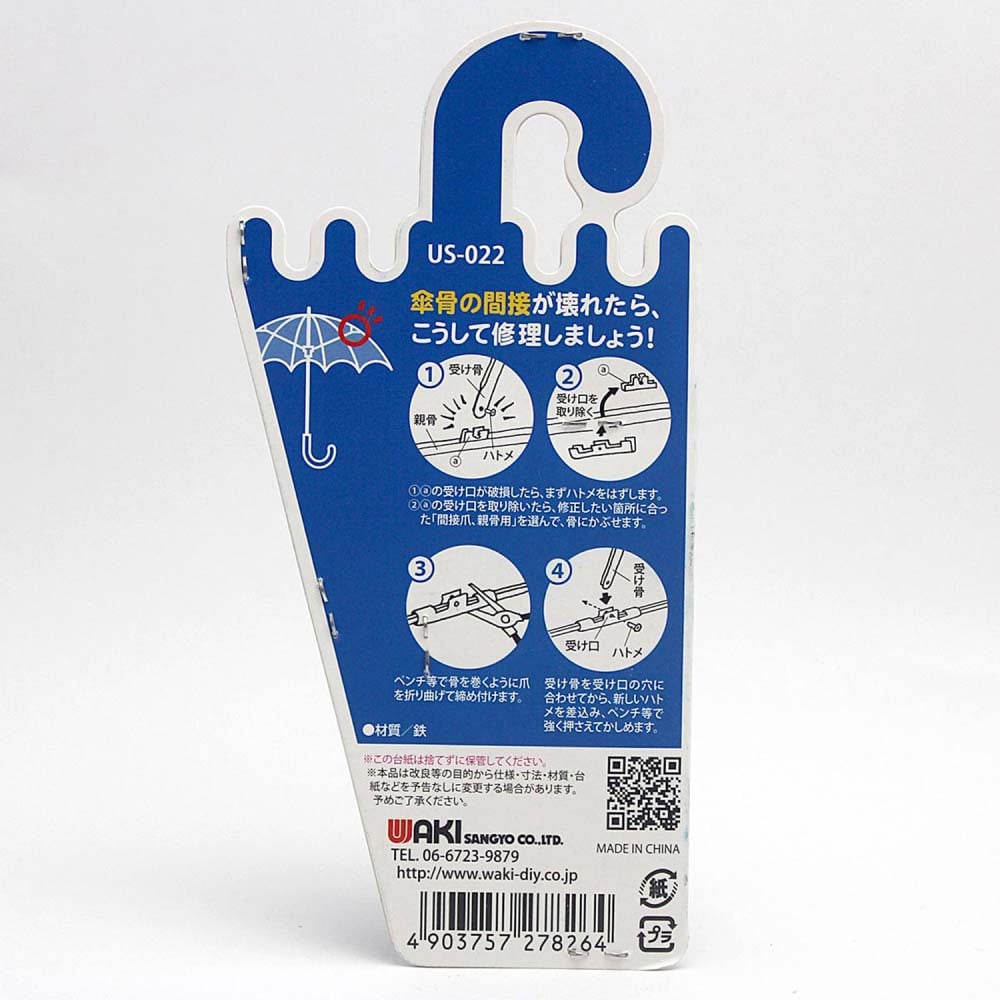 US-022
傘骨の間接が壊れたら、
こうして修理しましょう!
1
受け骨
親骨
ⓐ
ハトメ
2
受け口を
取り除く
ⓐ
①ⓐの受け口が破損したら、まずハトメをはずします。
②ⓐの受け口を取り除いたら、修正したい箇所に合っ
た「間接爪、親骨用」を選んで、骨にかぶせます。
3
4
受け骨
受け口
ハトメ
ペンチ等で骨を巻くように爪
を折り曲げて締め付けます。
受け骨を受け口の穴に
合わせてから、新しいハト
メを差込み、ペンチ等で
強く押さえてかしめます。
●材質/鉄
※この台紙は捨てずに保管してください。
※本品は改良等の目的から仕様・寸法・材質・台
紙などを予告なしに変更する場合があります。
予めご了承ください。
WAKI SANGYO CO.,LTD.
TEL. 06-6723-9879
http://www.waki-diy.co.jp
MADE IN CHINA
紙
プラ
4 903757 278264